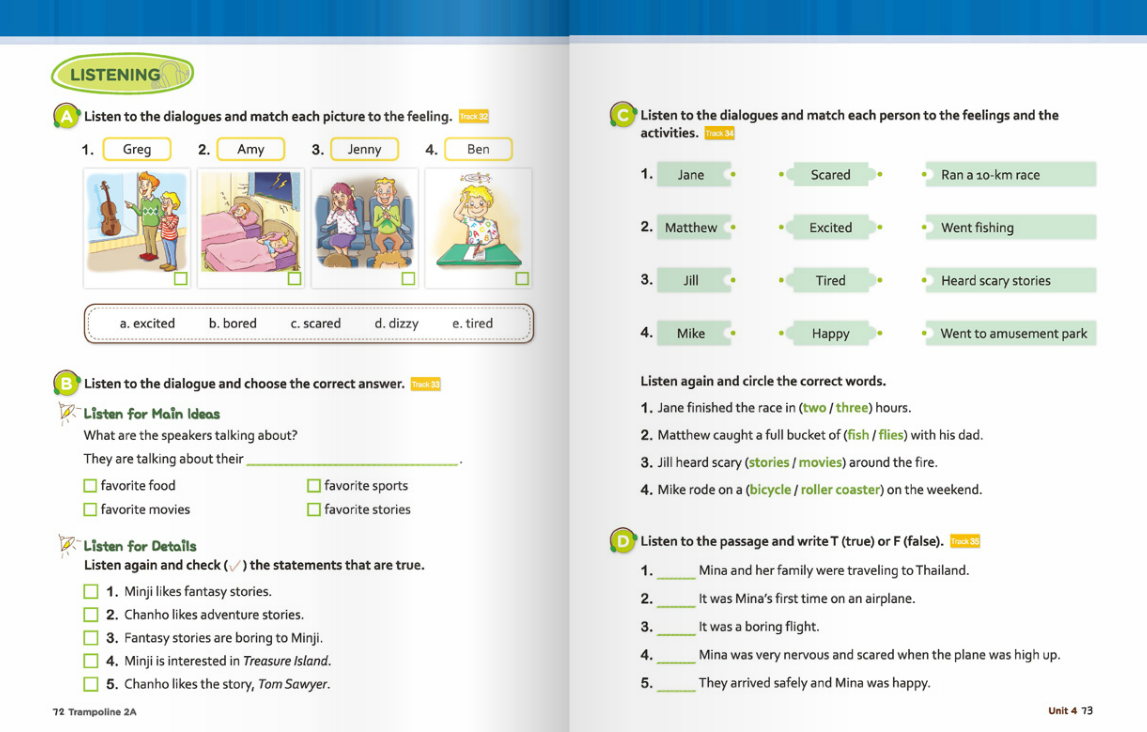 LISTENING
A Listen to the dialogues and match each picture to the feeling. Track 32
1. Greg 2. Amy 3. Jenny 4. Ben
a. excited b. bored c. scared d. dizzy e. tired
B Listen to the dialogue and choose the correct answer. Track 33
Listen for Main Ideas
What are the speakers talking about?
They are talking about their ____________________.
favorite food favorite sports
favorite movies favorite stories
Listen for Details
Listen again and check (✓) the statements that are true.
1. Minji likes fantasy stories.
2. Chanho likes adventure stories.
3. Fantasy stories are boring to Minji.
4. Minji is interested in Treasure Island.
5. Chanho likes the story, Tom Sawyer.
72 Trampoline 2A
C Listen to the dialogues and match each person to the feelings and the
activities. Track 34
1. Jane Scared Ran a 10-km race
2. Matthew Excited Went fishing
3. Jill Tired Heard scary stories
4. Mike Happy Went to amusement park
Listen again and circle the correct words.
1. Jane finished the race in (two / three) hours.
2. Matthew caught a full bucket of (fish / flies) with his dad.
3. Jill heard scary (stories / movies) around the fire.
4. Mike rode on a (bicycle / roller coaster) on the weekend.
D Listen to the passage and write T (true) or F (false). Track 35
1. ______ Mina and her family were traveling to Thailand.
2. ______ It was Mina's first time on an airplane.
3. ______ It was a boring flight.
4. ______ Mina was very nervous and scared when the plane was high up.
5. ______ They arrived safely and Mina was happy.
Unit 4 73